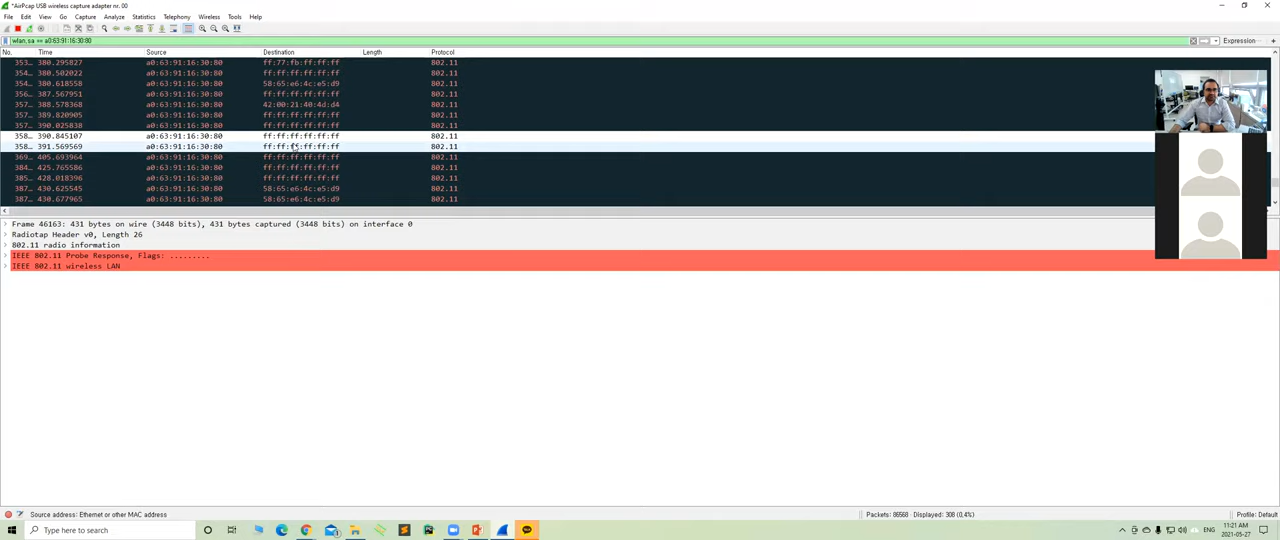 *AirPcap USB wireless capture adapter nr. 00
File Edit View Go Capture Analyze Statistics Telephony Wireless Tools Help
wlan.sa == a0:63:91:16:30:80 Expression… +
No. Time Source Destination Length Protocol
353… 380.295827 a0:63:91:16:30:80 ff:77:fb:ff:ff:ff 802.11
354… 380.502022 a0:63:91:16:30:80 ff:ff:ff:ff:ff:ff 802.11
354… 380.618558 a0:63:91:16:30:80 58:65:e6:4c:e5:d9 802.11
356… 387.567951 a0:63:91:16:30:80 ff:ff:ff:ff:ff:ff 802.11
357… 388.578368 a0:63:91:16:30:80 42:00:21:40:4d:d4 802.11
357… 389.820905 a0:63:91:16:30:80 ff:ff:ff:ff:ff:ff 802.11
357… 390.025838 a0:63:91:16:30:80 ff:ff:ff:ff:ff:ff 802.11
358… 390.845107 a0:63:91:16:30:80 ff:ff:ff:ff:ff:ff 802.11
358… 391.569569 a0:63:91:16:30:80 ff:ff:ff:ff:ff:ff 802.11
369… 405.693964 a0:63:91:16:30:80 ff:ff:ff:ff:ff:ff 802.11
384… 425.765586 a0:63:91:16:30:80 ff:ff:ff:ff:ff:ff 802.11
385… 428.018396 a0:63:91:16:30:80 ff:ff:ff:ff:ff:ff 802.11
387… 430.625545 a0:63:91:16:30:80 58:65:e6:4c:e5:d9 802.11
387… 430.677965 a0:63:91:16:30:80 58:65:e6:4c:e5:d9 802.11
Frame 46163: 431 bytes on wire (3448 bits), 431 bytes captured (3448 bits) on interface 0
Radiotap Header v0, Length 26
802.11 radio information
IEEE 802.11 Probe Response, Flags: .........
IEEE 802.11 wireless LAN
Source address: Ethernet or other MAC address Packets: 86568 · Displayed: 308 (0.4%) Profile: Default
Type here to search ENG 11:21 AM
2021-05-27